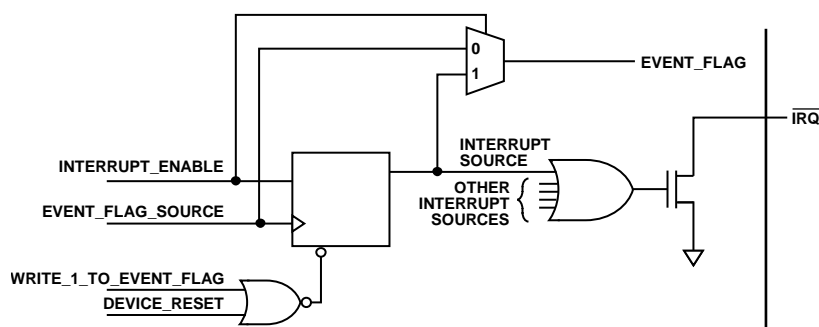 0
1
EVENT_FLAG
IRQ
INTERRUPT
SOURCE
INTERRUPT_ENABLE
OTHER
INTERRUPT
SOURCES
EVENT_FLAG_SOURCE
WRITE_1_TO_EVENT_FLAG
DEVICE_RESET